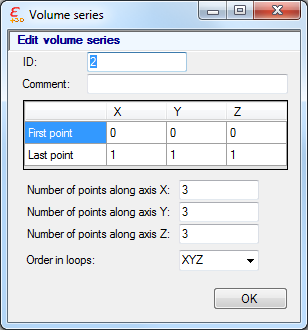 Volume series
Edit volume series
ID: 2
Comment:
X Y Z
First point 0 0 0
Last point 1 1 1
Number of points along axis X: 3
Number of points along axis Y: 3
Number of points along axis Z: 3
Order in loops: XYZ
OK